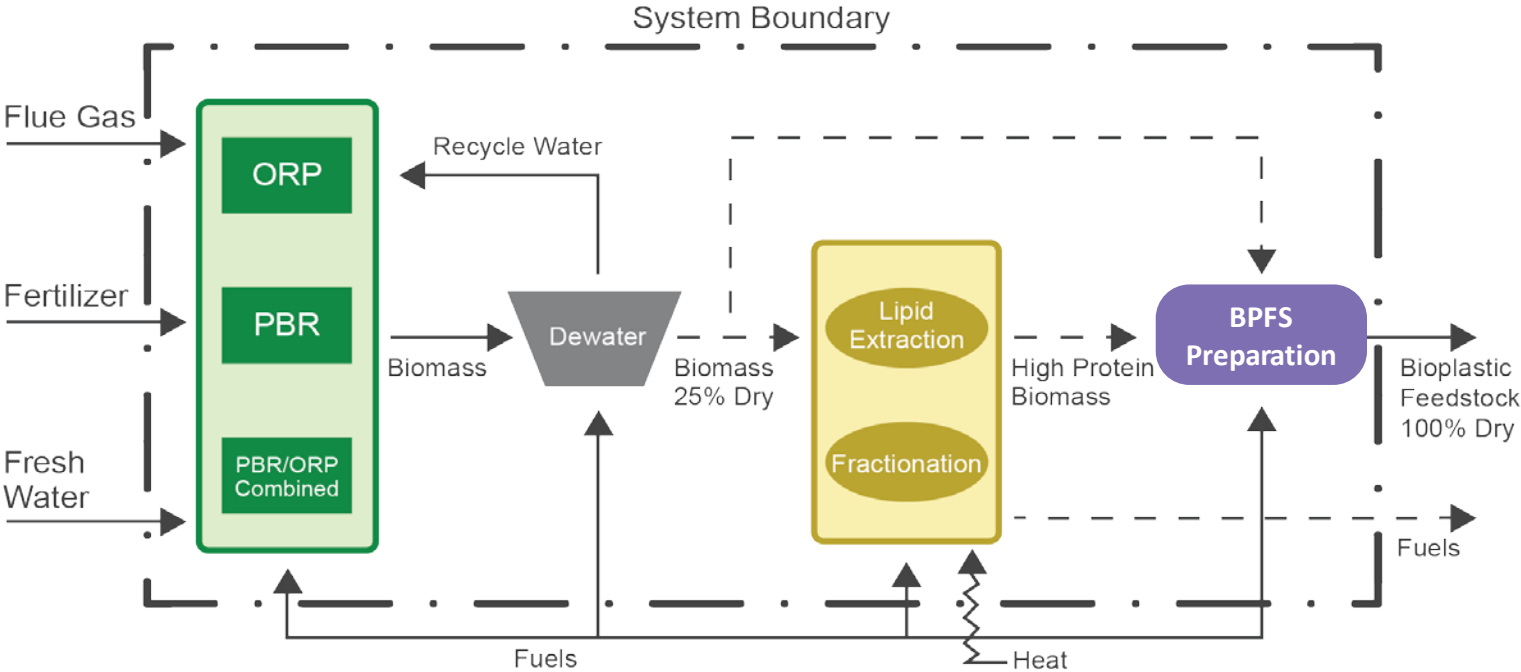 System Boundary
Flue Gas
Fertilizer
Fresh
Water
ORP
PBR
PBR/ORP
Combined
Recycle Water
Biomass
Dewater
Biomass
25% Dry
Lipid
Extraction
Fractionation
High Protein
Biomass
BPFS
Preparation
Bioplastic
Feedstock
100% Dry
Fuels
Fuels
Heat